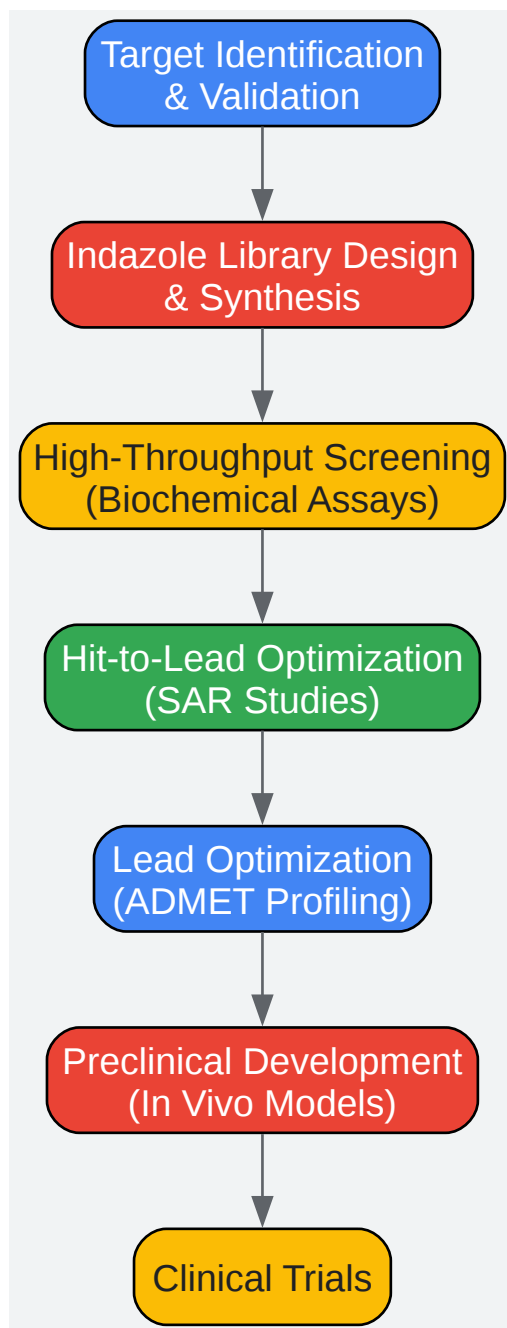 Target Identification
& Validation
Indazole Library Design
& Synthesis
High-Throughput Screening
(Biochemical Assays)
Hit-to-Lead Optimization
(SAR Studies)
Lead Optimization
(ADMET Profiling)
Preclinical Development
(In Vivo Models)
Clinical Trials